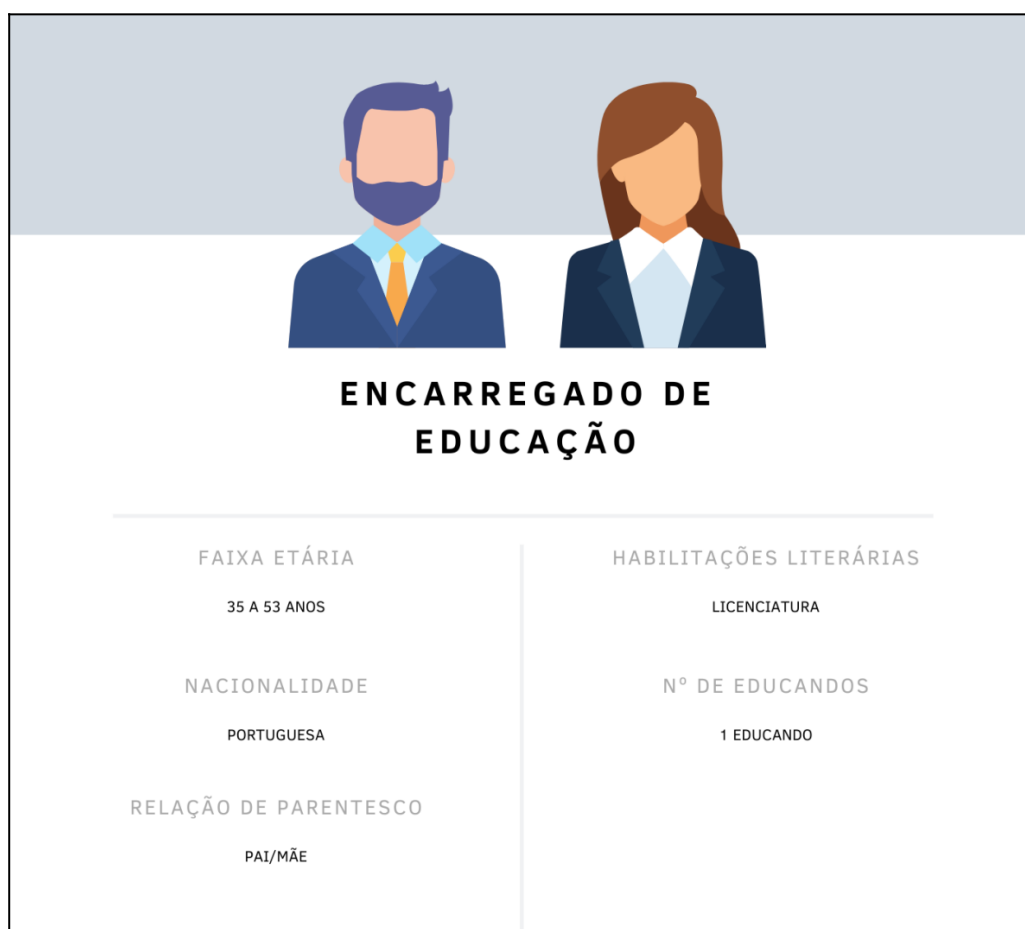 ENCARREGADO DE
EDUCAÇÃO
FAIXA ETÁRIA
35 A 53 ANOS
NACIONALIDADE
PORTUGUESA
RELAÇÃO DE PARENTESCO
PAI/MÃE
HABILITAÇÕES LITERÁRIAS
LICENCIATURA
Nº DE EDUCANDOS
1 EDUCANDO